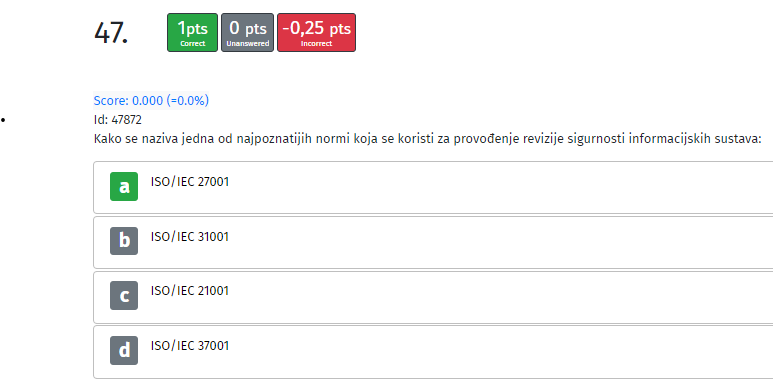 47.
1pts
Correct
0 pts
Unanswered
-0,25 pts
Incorrect
Score: 0.000 (=0.0%)
Id: 47872
Kako se naziva jedna od najpoznatijih normi koja se koristi za provođenje revizije sigurnosti informacijskih sustava:
a ISO/IEC 27001
b ISO/IEC 31001
c ISO/IEC 21001
d ISO/IEC 37001